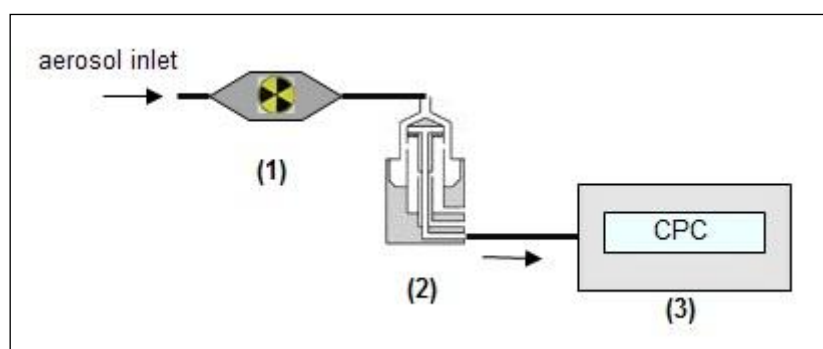 aerosol inlet
(1)
(2)
CPC
(3)